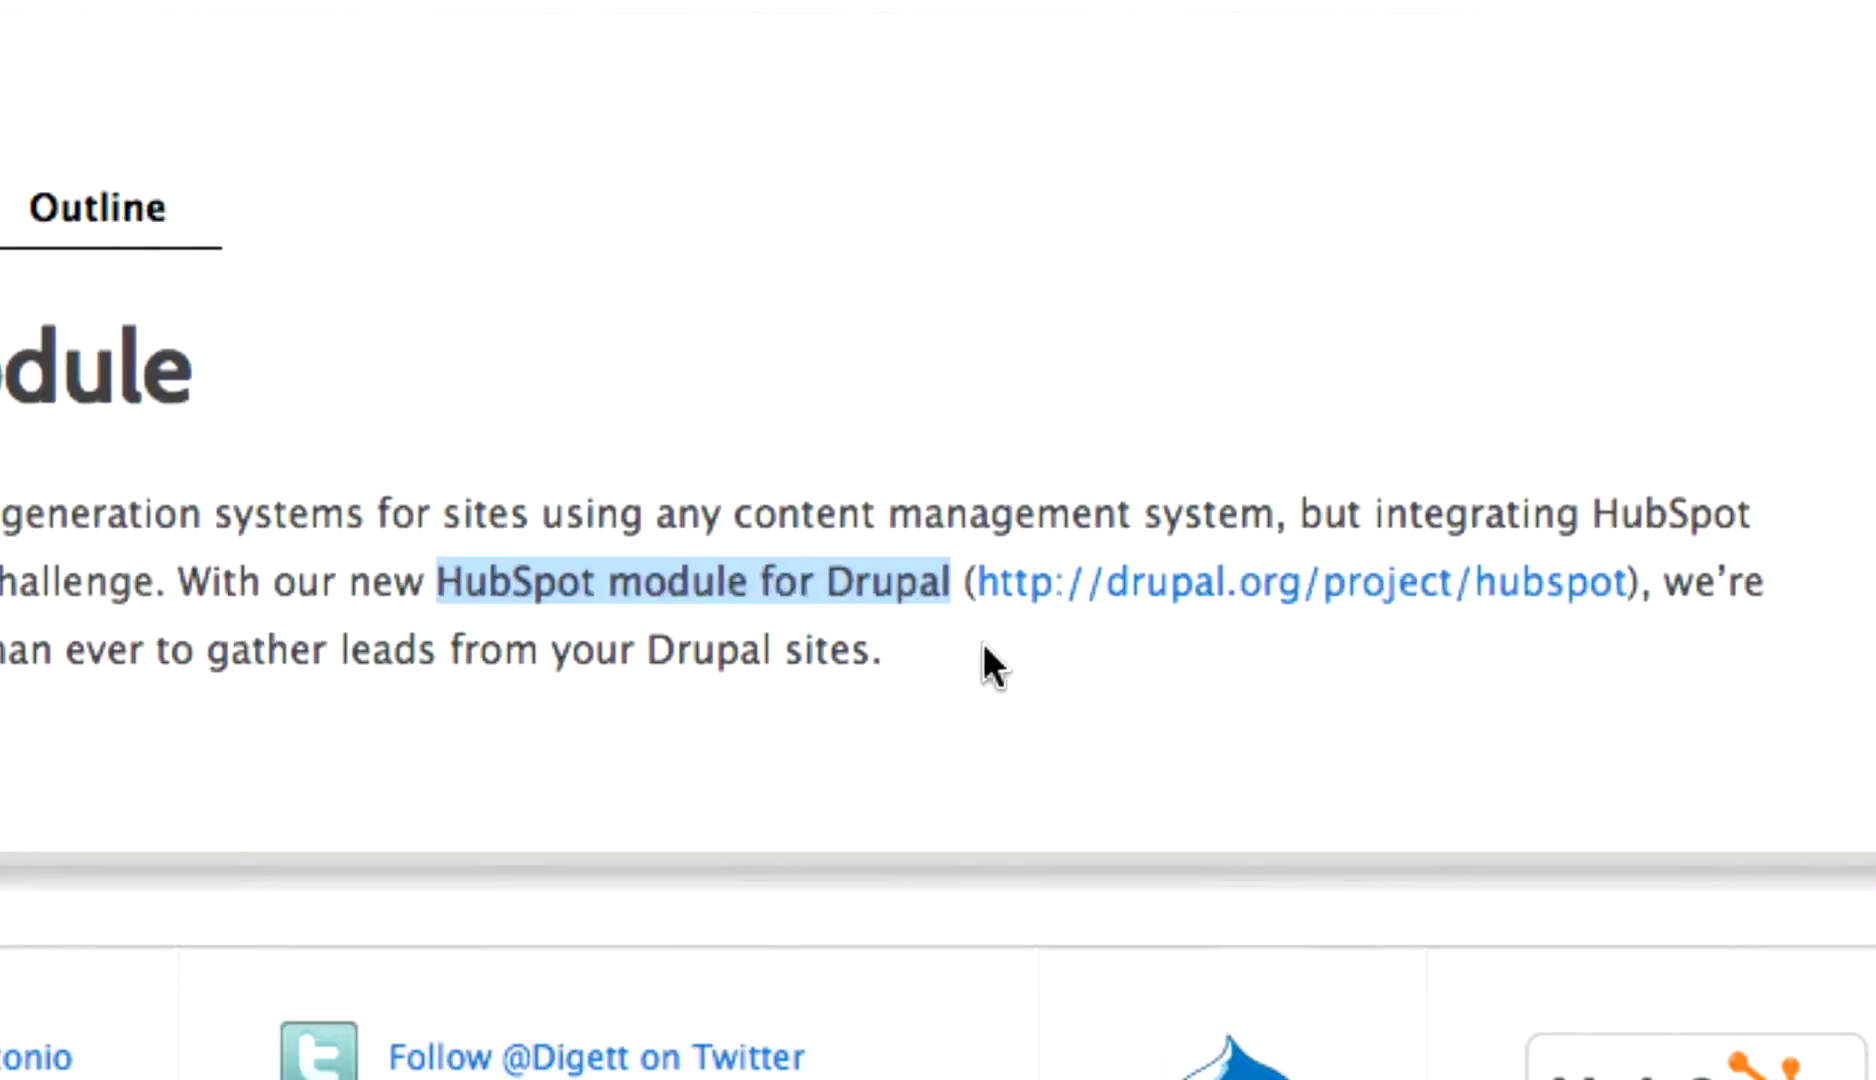 Outline
dule
generation systems for sites using any content management system, but integrating HubSpot
hallenge. With our new HubSpot module for Drupal (http://drupal.org/project/hubspot), we’re
an ever to gather leads from your Drupal sites.
onio
Follow @Digett on Twitter